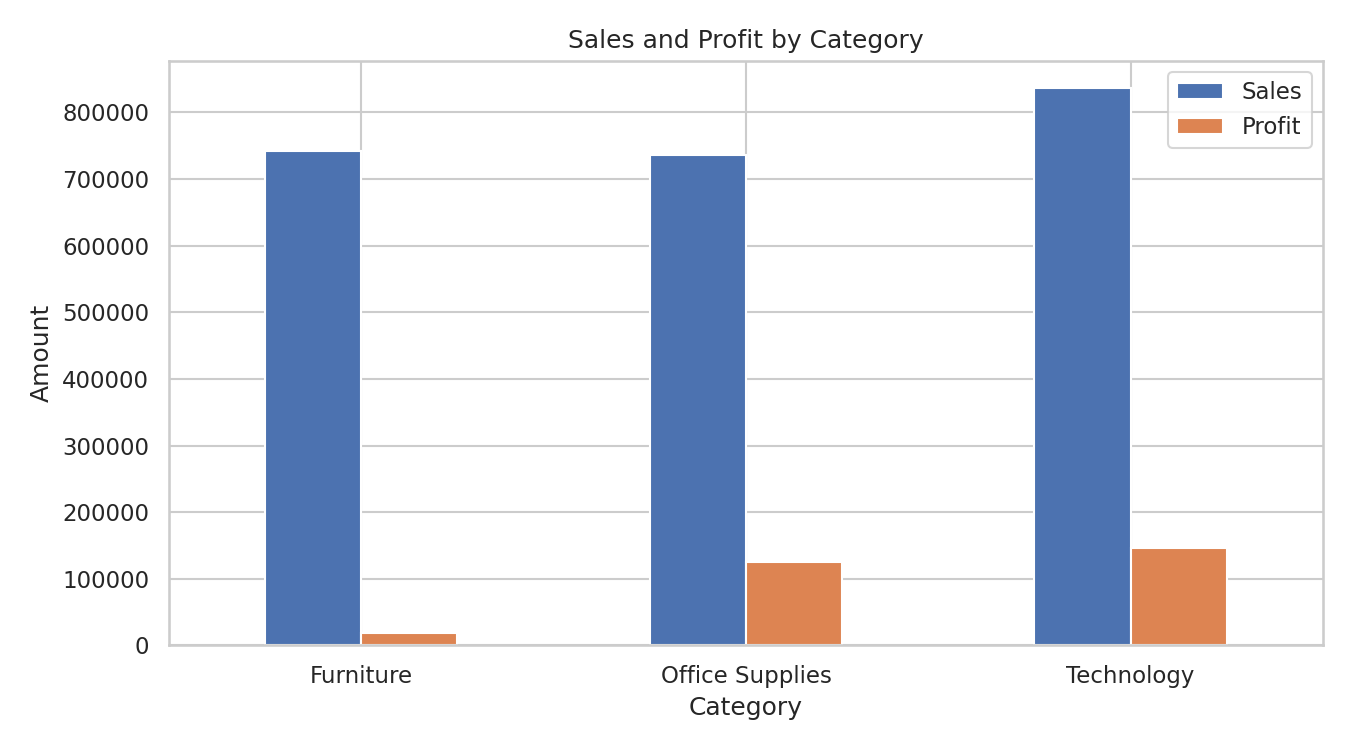 Sales and Profit by Category
Sales
Profit
Amount
800000
700000
600000
500000
400000
300000
200000
100000
0
Furniture
Office Supplies
Technology
Category